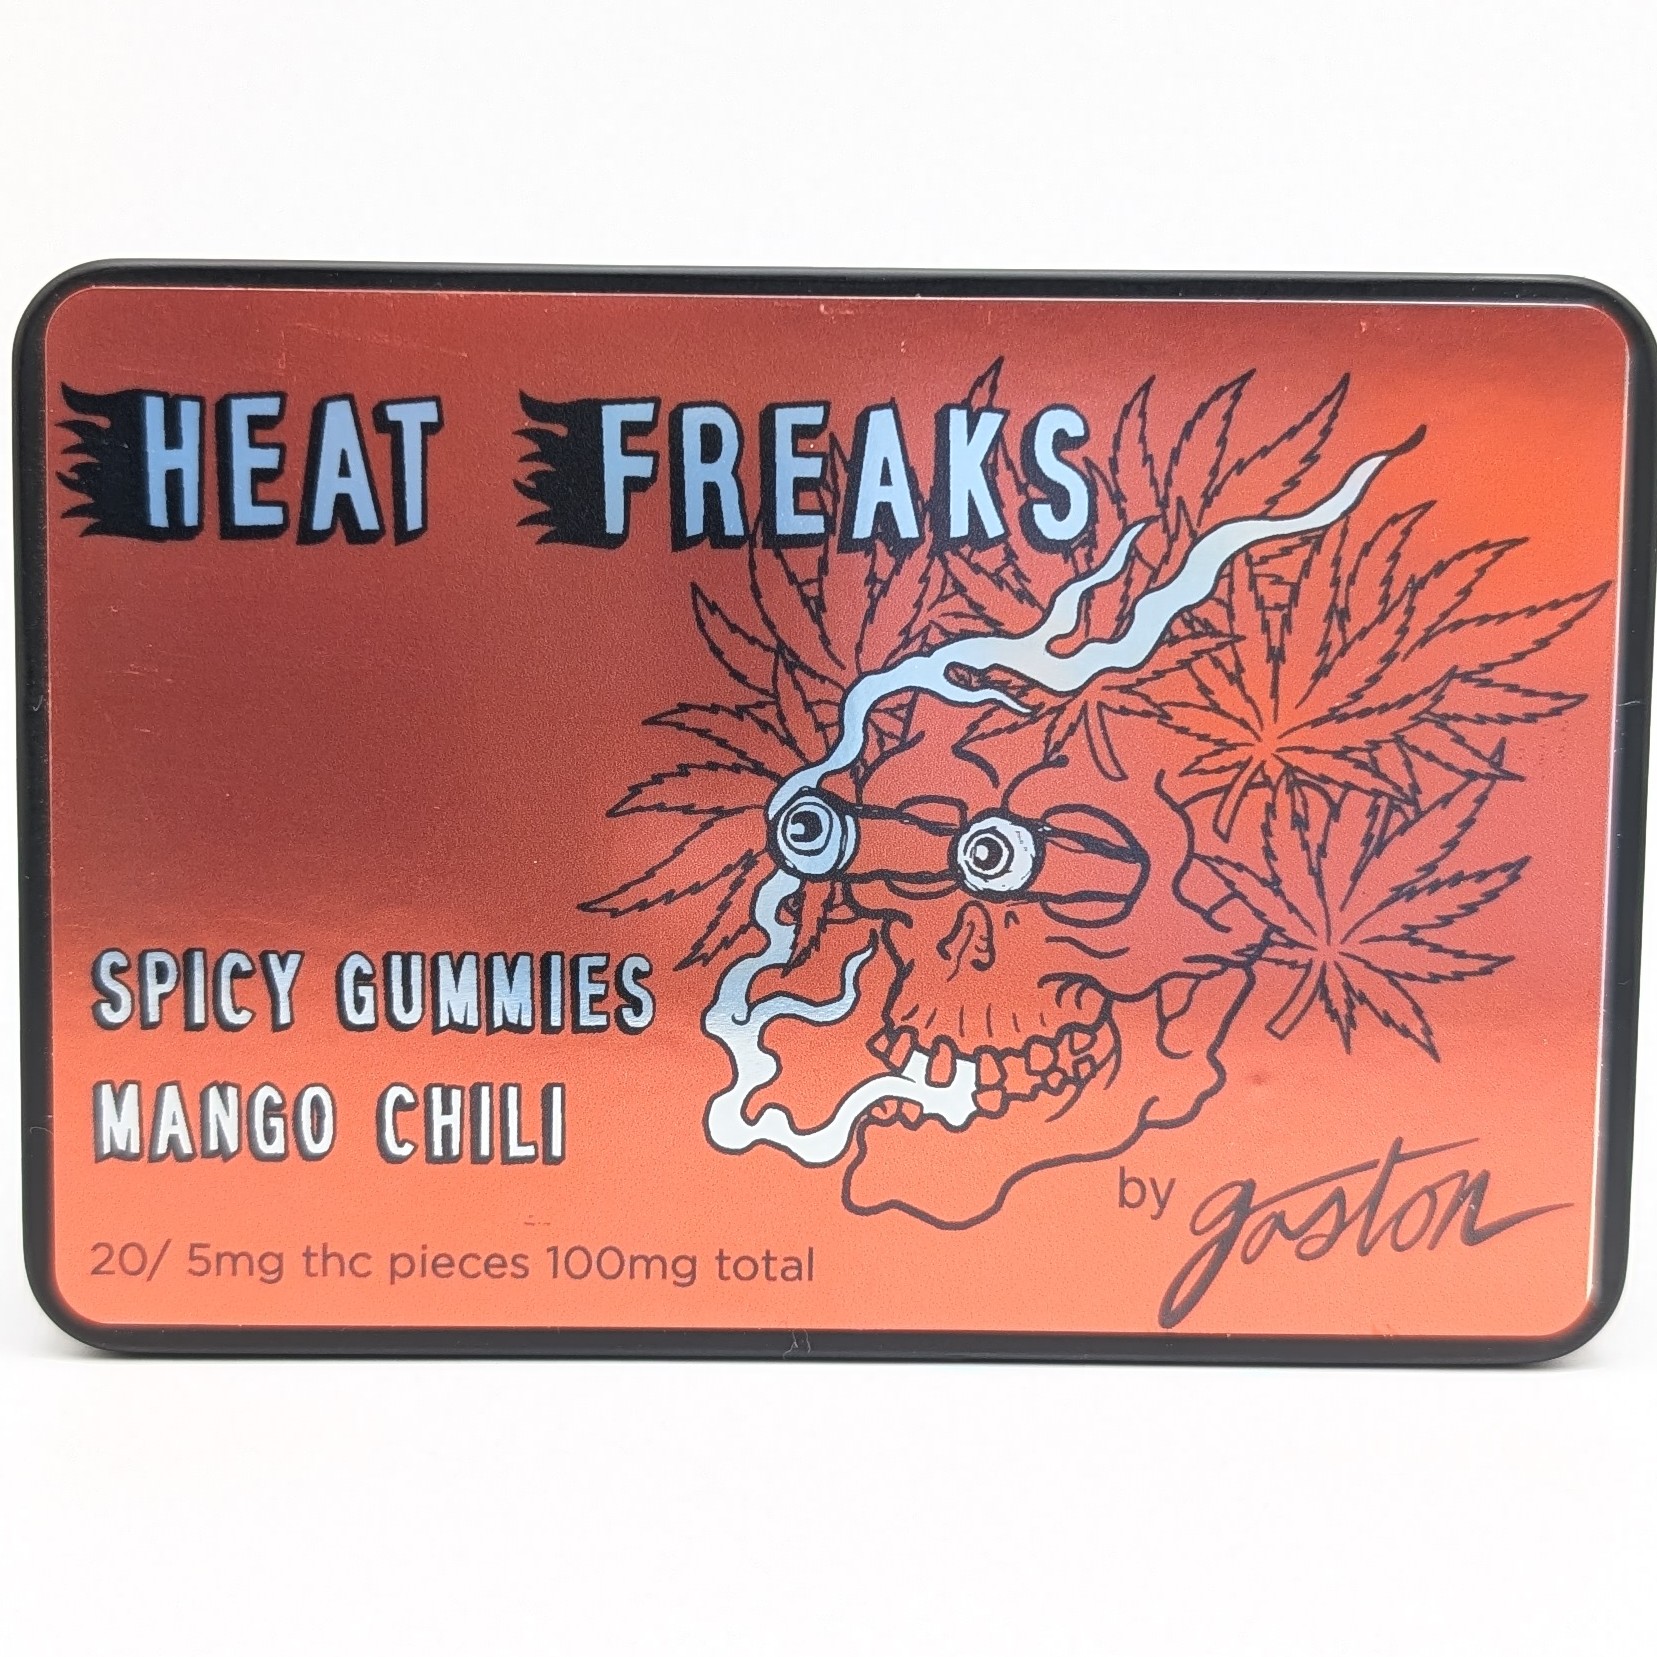 HEAT FREAKS
SPICY GUMMIES
MANGO CHILI
by gaston
20/ 5mg thc pieces 100mg total